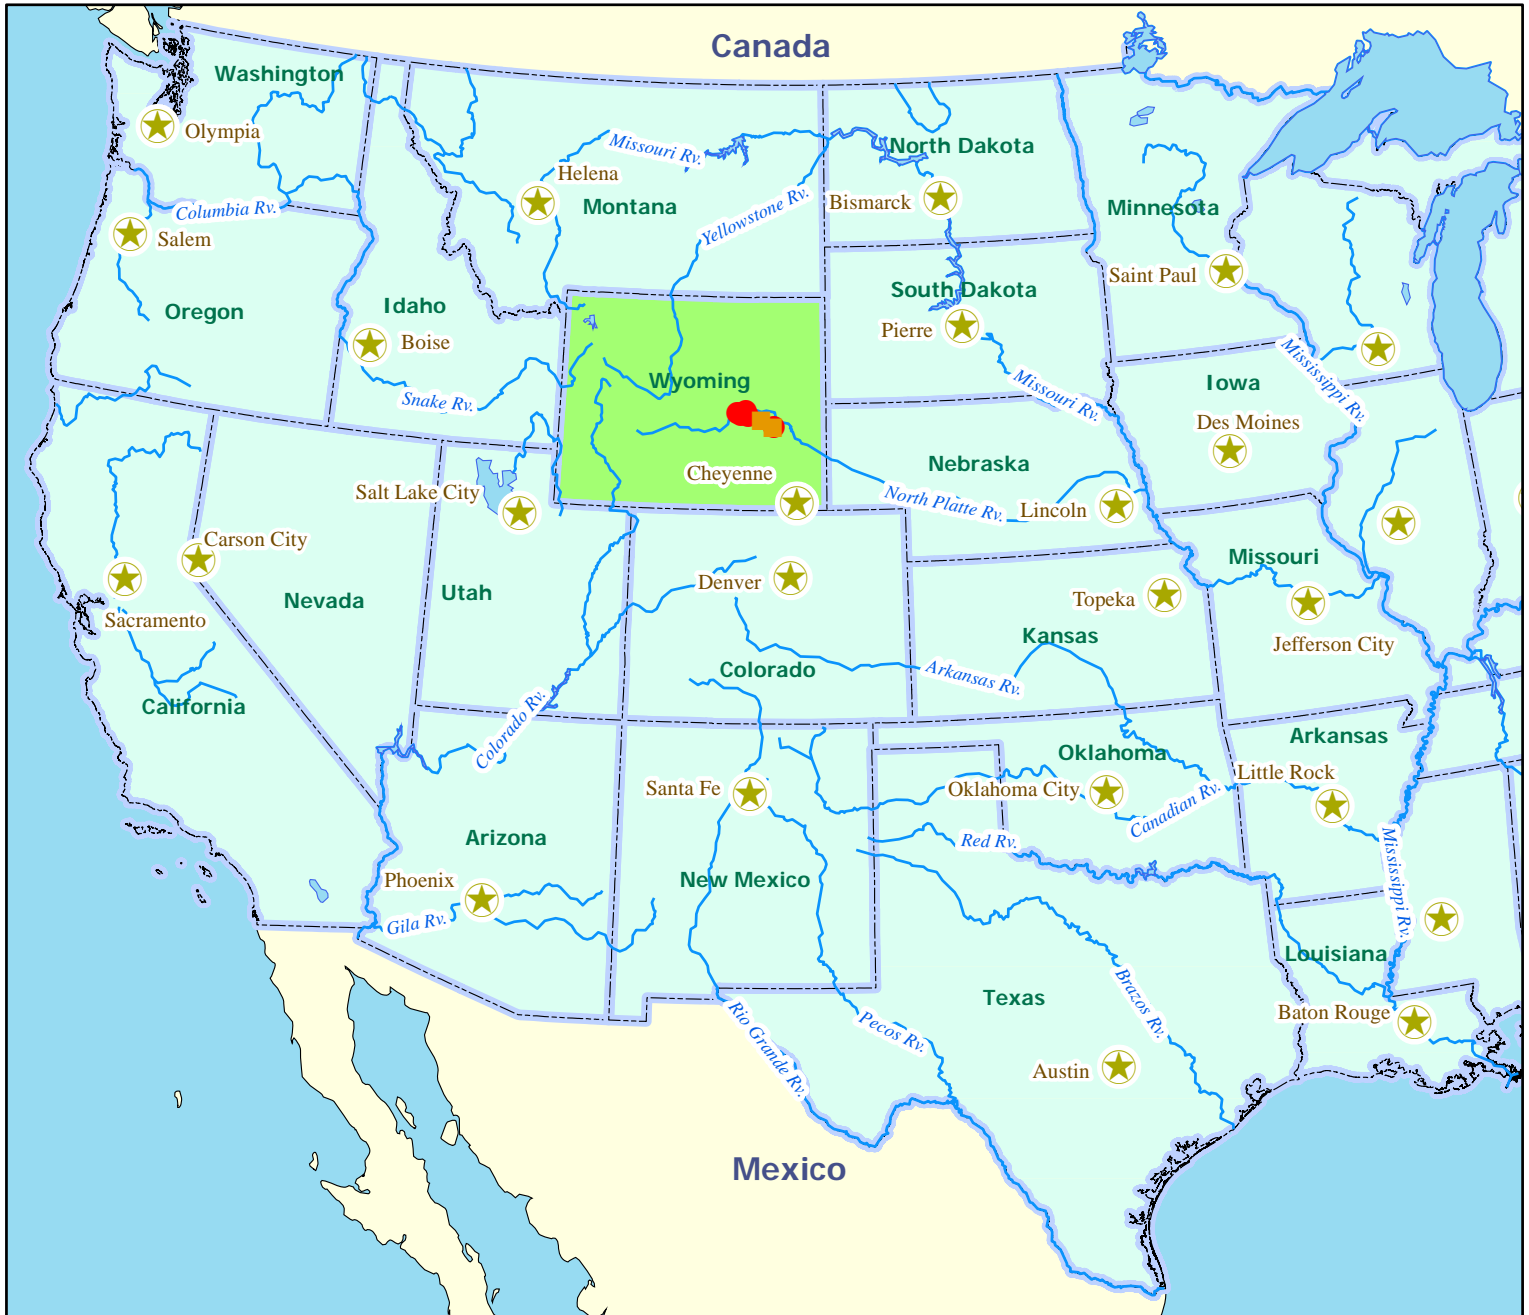 Canada
Washington
Olympia
Columbia Rv.
Salem
Oregon
Idaho
Boise
Snake Rv.
Helena
Missouri Rv.
Montana
Yellowstone Rv.
North Dakota
Bismarck
South Dakota
Pierre
Missouri Rv.
Minnesota
Saint Paul
Mississippi Rv.
Iowa
Des Moines
Wyoming
Cheyenne
Nebraska
North Platte Rv.
Lincoln
Salt Lake City
Carson City
Sacramento
Nevada
Utah
California
Denver
Colorado
Colorado Rv.
Arkansas Rv.
Topeka
Kansas
Missouri
Jefferson City
Arkansas
Little Rock
Oklahoma
Oklahoma City
Canadian Rv.
Red Rv.
Santa Fe
New Mexico
Arizona
Phoenix
Gila Rv.
Rio Grande Rv.
Pecos Rv.
Texas
Brazos Rv.
Austin
Mississippi Rv.
Louisiana
Baton Rouge
Mexico